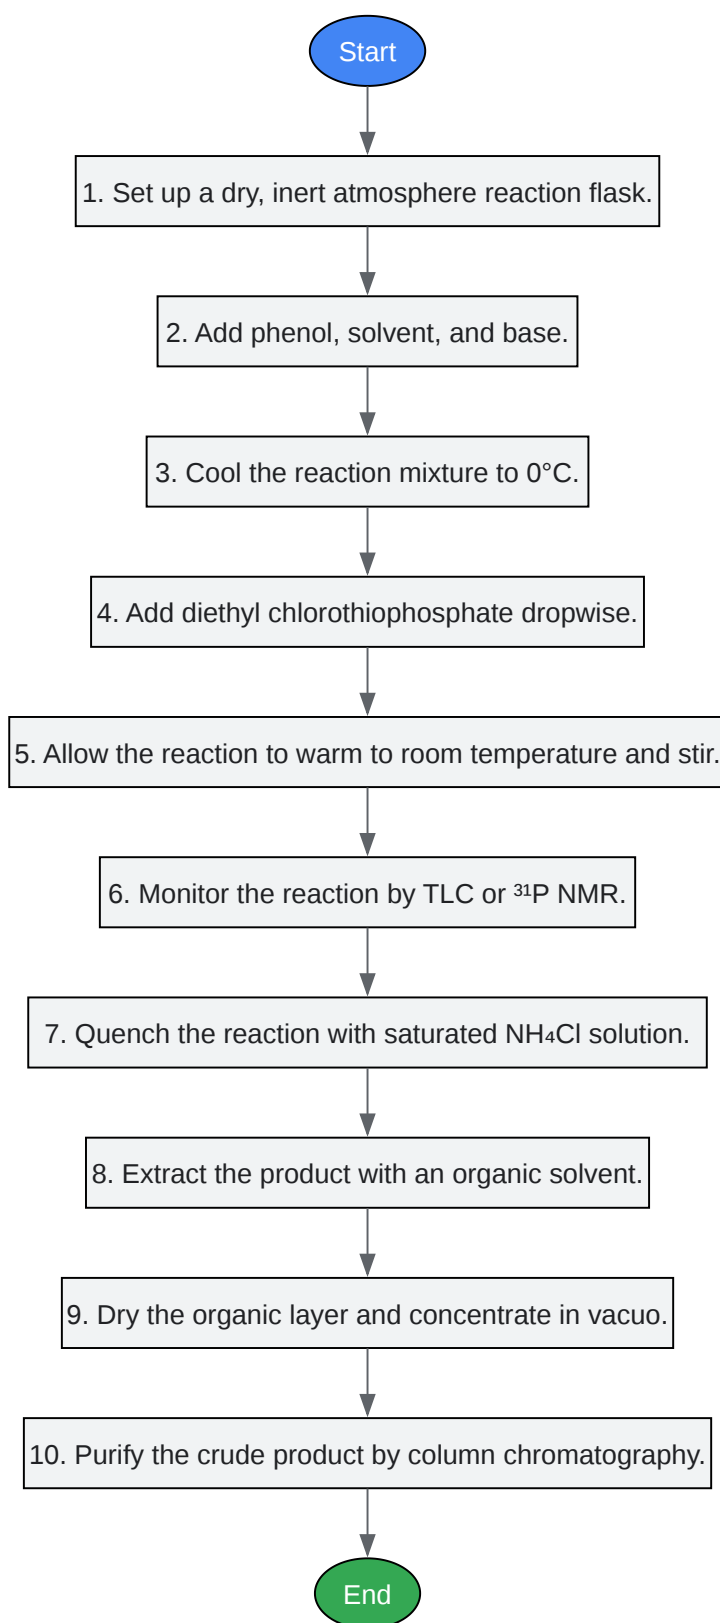 Start
1. Set up a dry, inert atmosphere reaction flask.
2. Add phenol, solvent, and base.
3. Cool the reaction mixture to 0°C.
4. Add diethyl chlorothiophosphate dropwise.
5. Allow the reaction to warm to room temperature and stir.
6. Monitor the reaction by TLC or ³¹P NMR.
7. Quench the reaction with saturated NH₄Cl solution.
8. Extract the product with an organic solvent.
9. Dry the organic layer and concentrate in vacuo.
10. Purify the crude product by column chromatography.
End